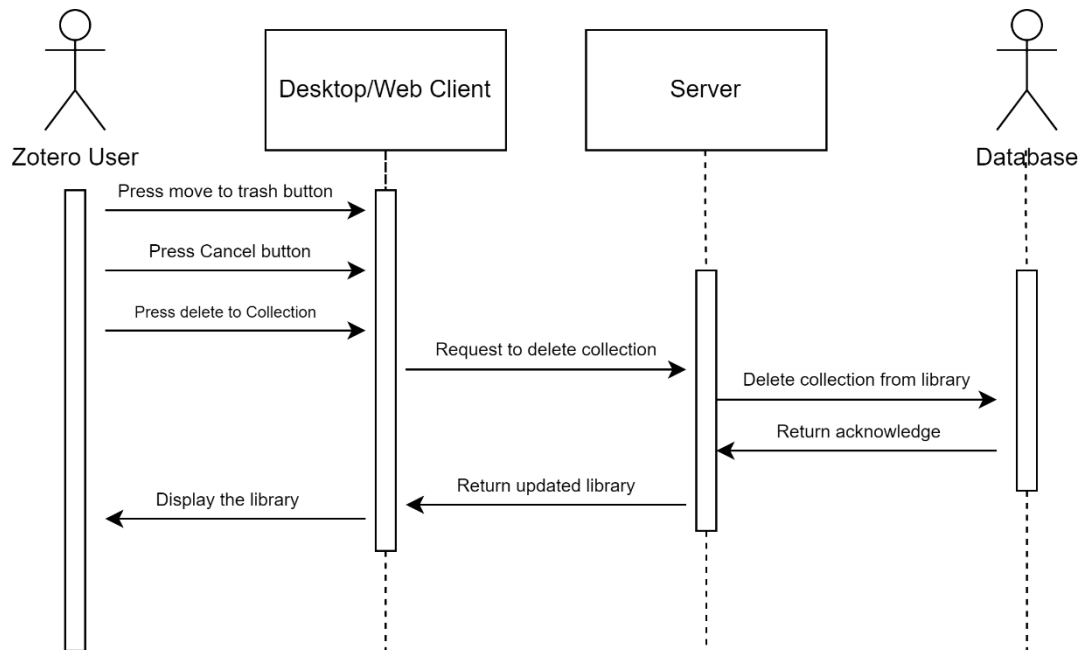 Desktop/Web Client
Server
Zotero User
Database
Press move to trash button
Press Cancel button
Press delete to Collection
Request to delete collection
Delete collection from library
Return acknowledge
Return updated library
Display the library